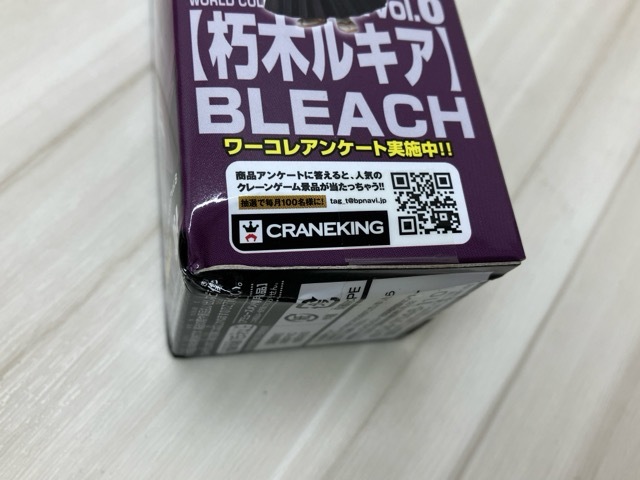 WORLD COL
vol.0
【朽木ルキア】
BLEACH
ワーコレアンケート実施中!!
商品アンケートに答えると、人気の
クレーンゲーム景品が当たっちゃう!!
抽選で毎月100名様に!
tag_t@bpnavi.jp
CRANEKING
PE